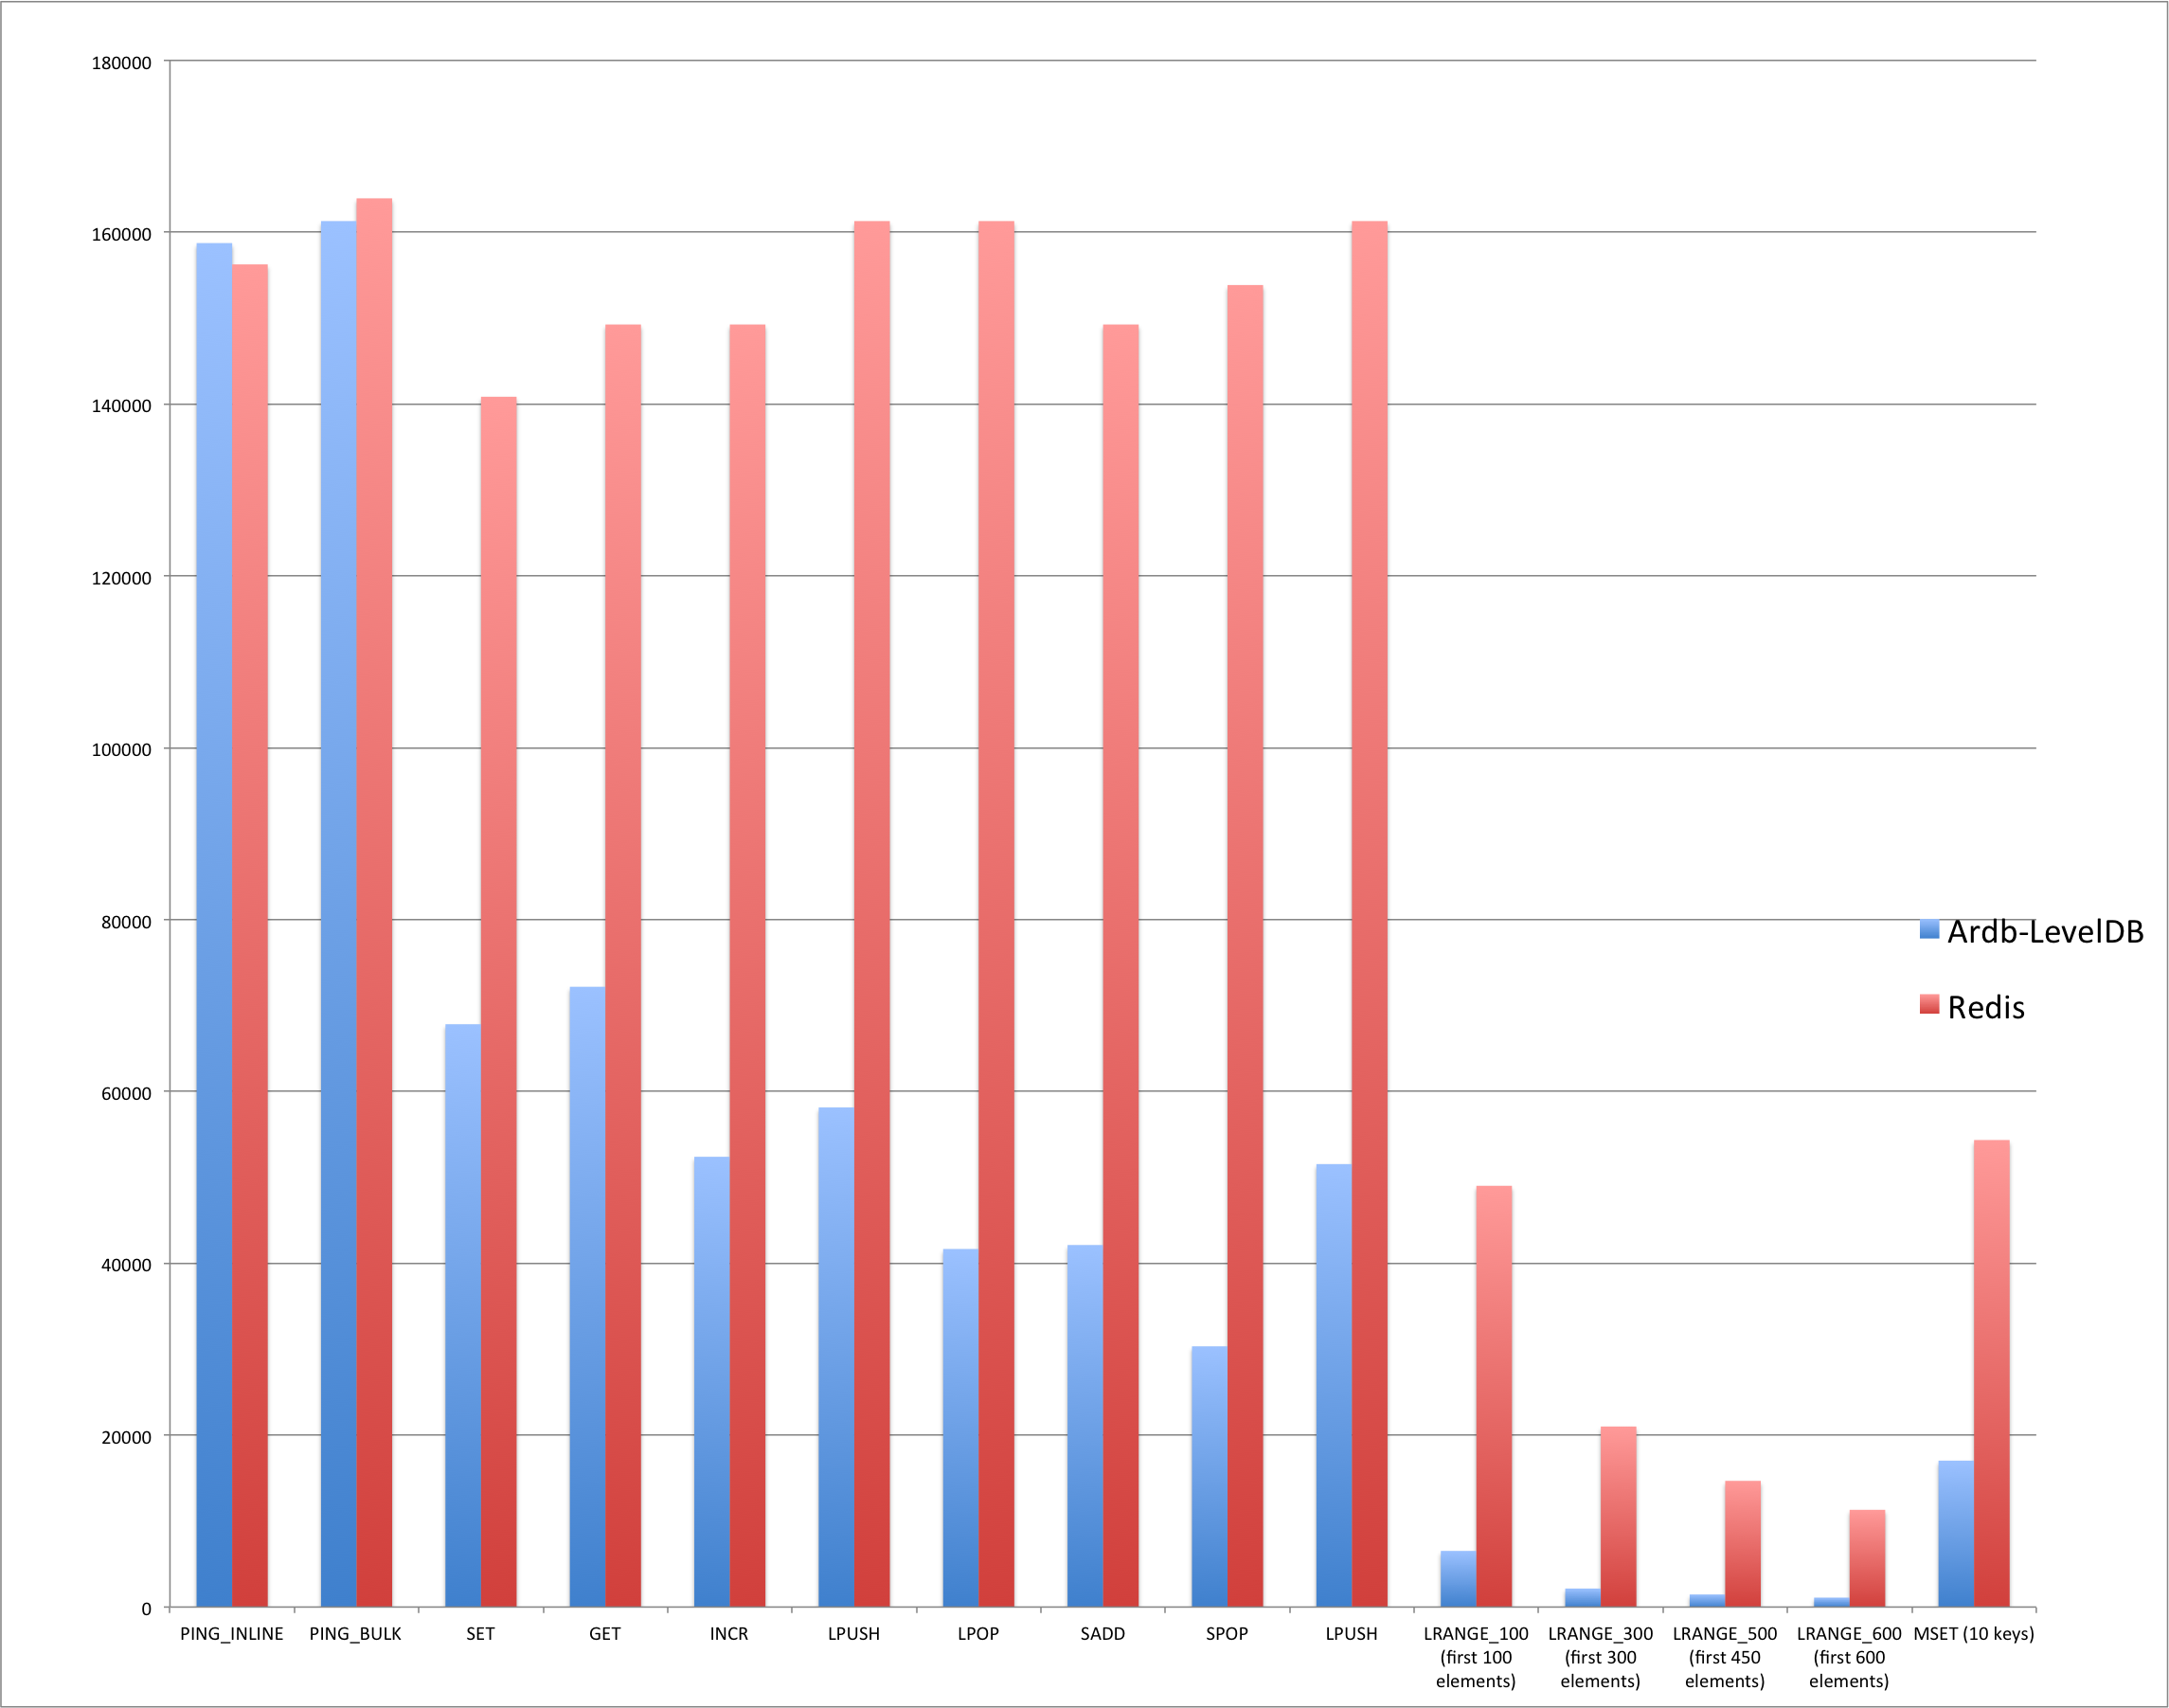 180000
160000
140000
120000
100000
80000
60000
40000
20000
0
Ardb-LevelDB
Redis
PING_INLINE
PING_BULK
SET
GET
INCR
LPUSH
LPOP
SADD
SPOP
LPUSH
LRANGE_100
(first 100
elements)
LRANGE_300
(first 300
elements)
LRANGE_500
(first 450
elements)
LRANGE_600
(first 600
elements)
MSET (10 keys)